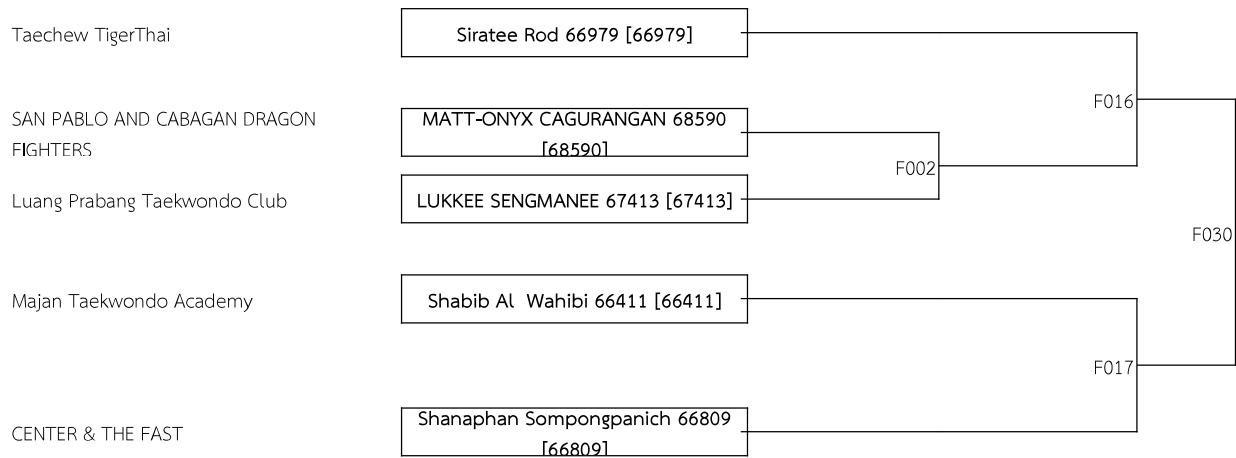 Taechew TigerThai
Siratee Rod 66979 [66979]
F016
SAN PABLO AND CABAGAN DRAGON
FIGHTERS
MATT-ONYX CAGURANGAN 68590
[68590]
F002
Luang Prabang Taekwondo Club
LUKKEE SENGMANEE 67413 [67413]
F030
Majan Taekwondo Academy
Shabib Al  Wahibi 66411 [66411]
F017
CENTER & THE FAST
Shanaphan Sompongpanich 66809
[66809]